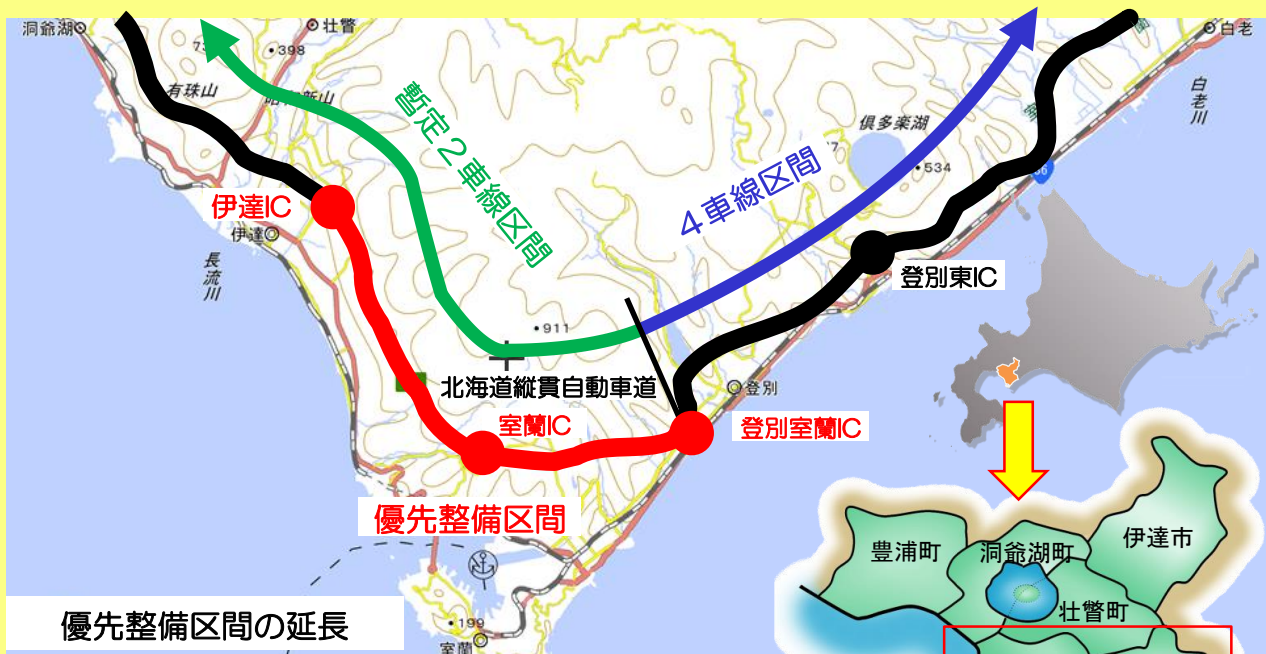 洞爺湖
壮瞥
398
有珠山
暫定2車線区間
4車線区間
倶多楽湖
534
白老
白老川
伊達IC
伊達
長流川
登別東IC
911
北海道縦貫自動車道
登別
室蘭IC
登別室蘭IC
優先整備区間
優先整備区間の延長
199
室蘭
豊浦町
洞爺湖町
伊達市
壮瞥町